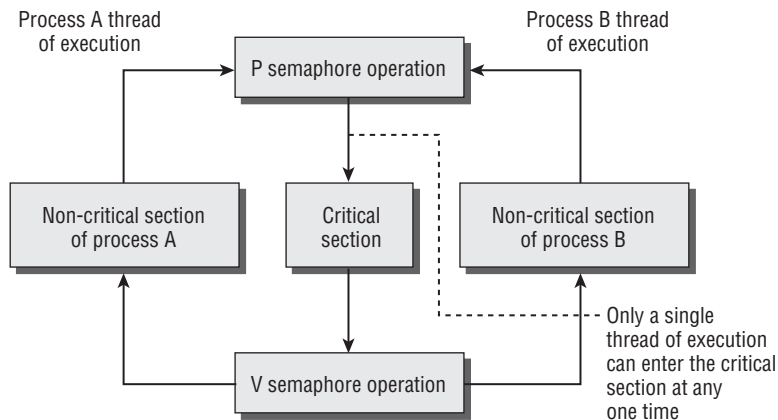 Process A thread
of execution
Process B thread
of execution
P semaphore operation
Non-critical section
of process A
Critical
section
Non-critical section
of process B
Only a single
thread of execution
can enter the critical
section at any
one time
V semaphore operation